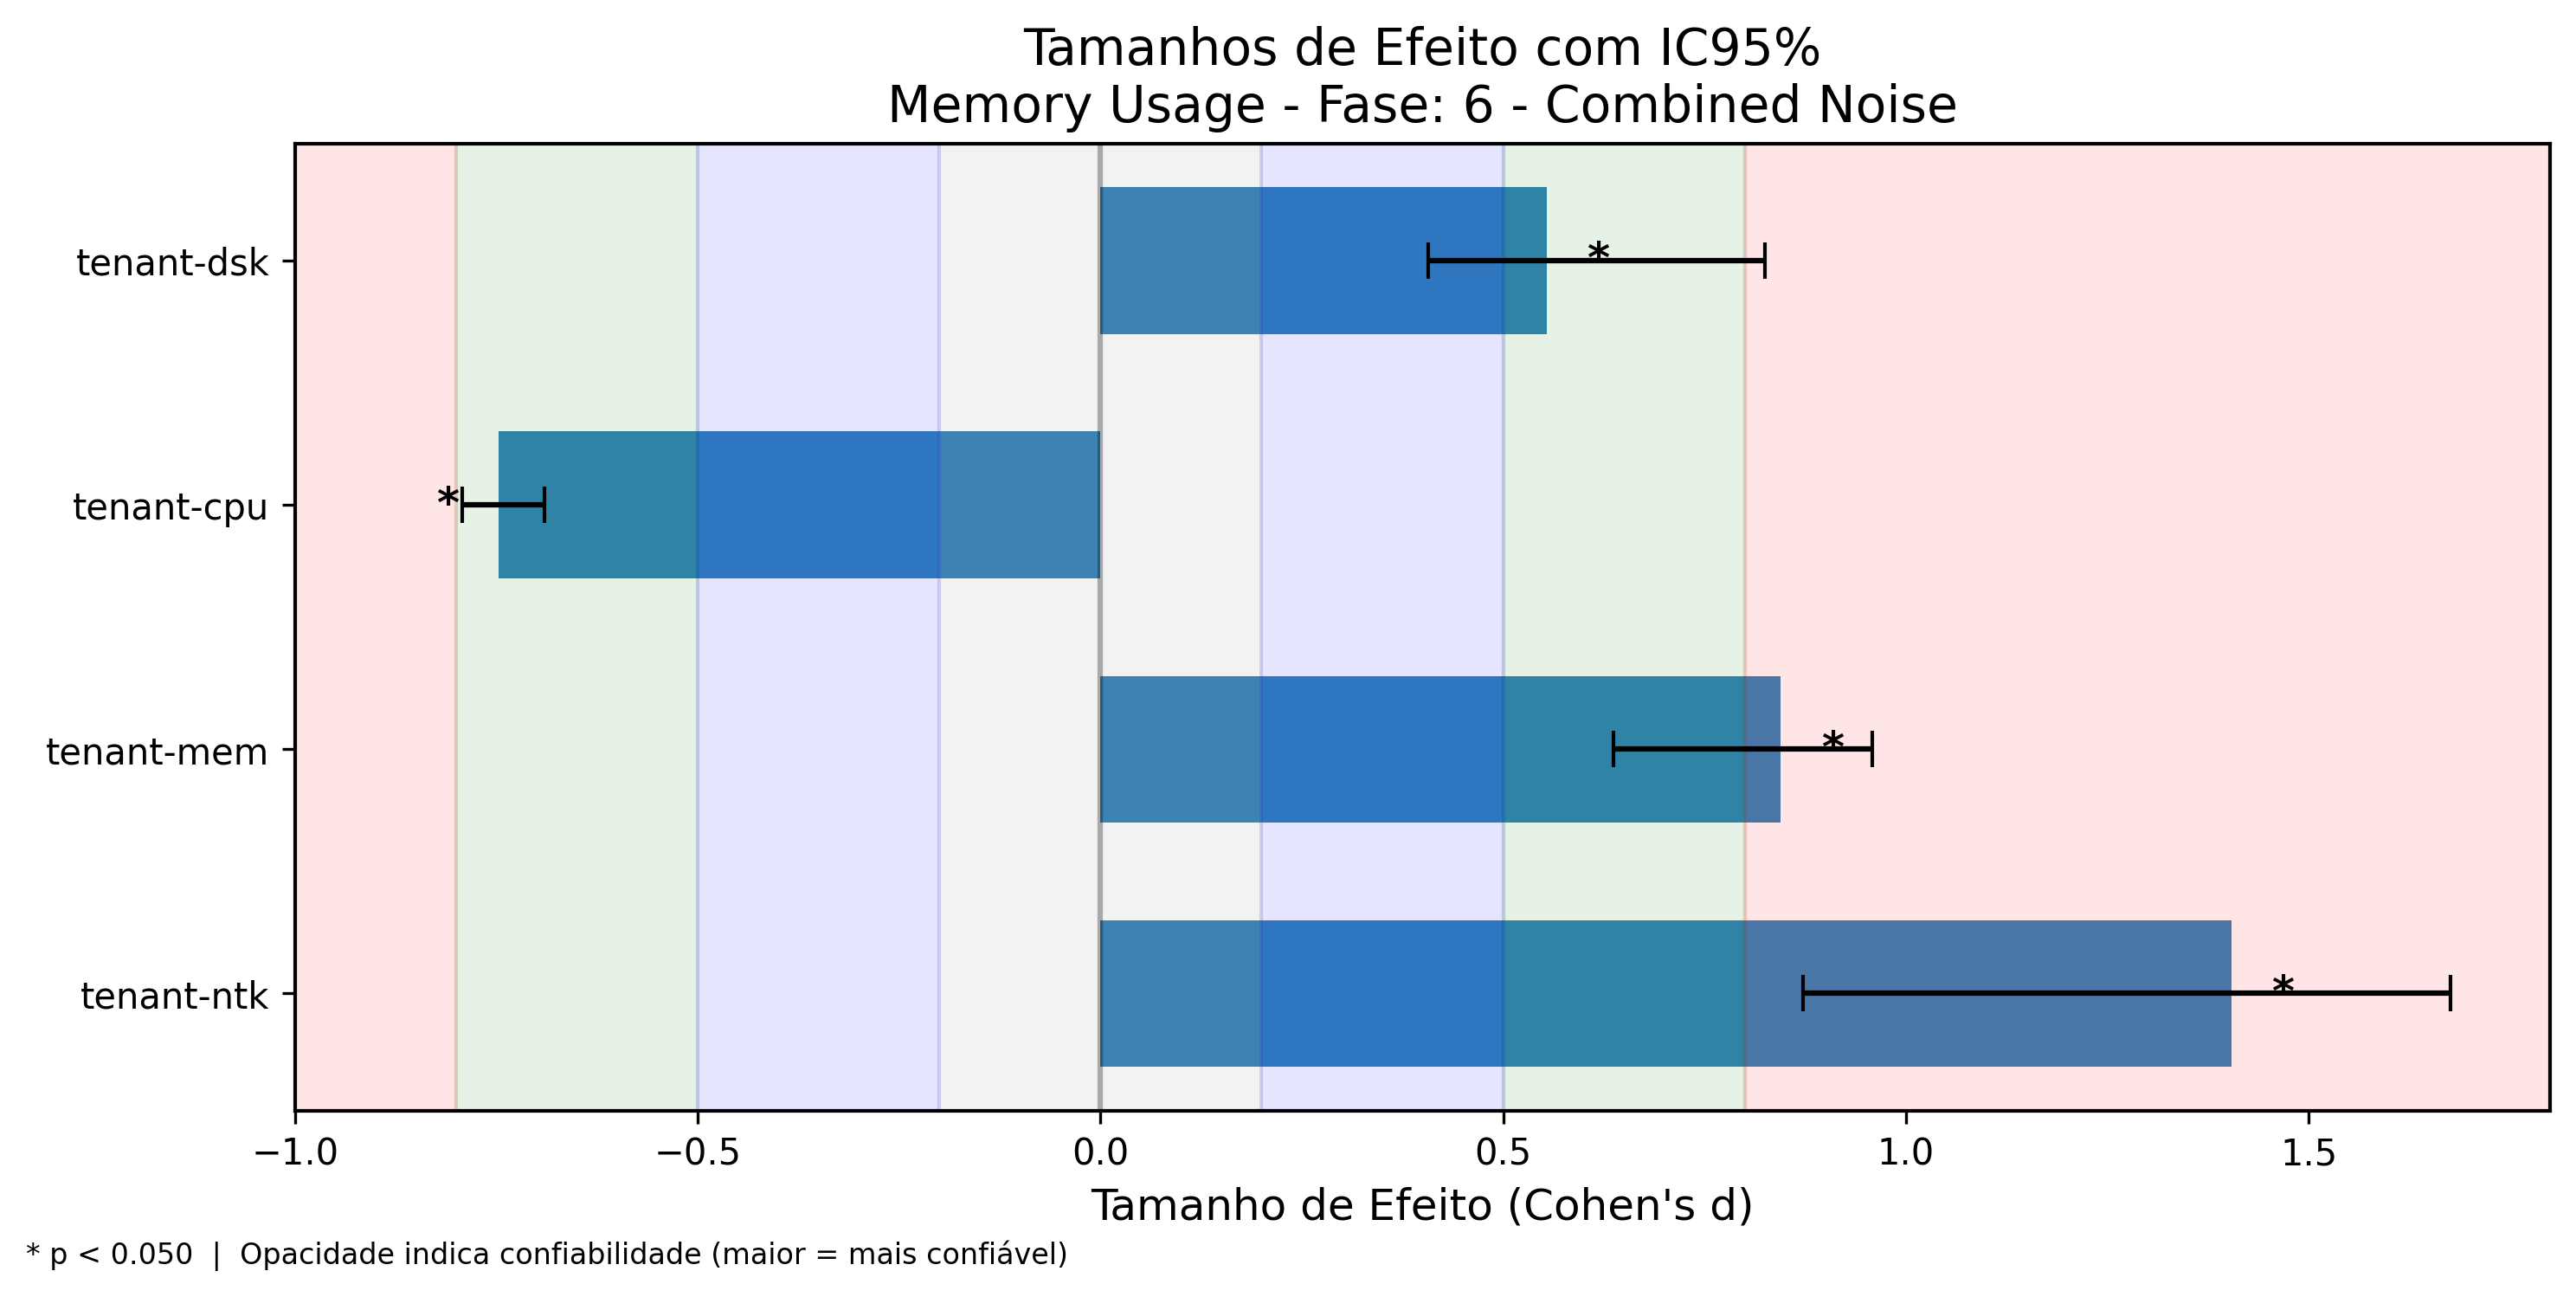 Tamanhos de Efeito com IC95%
Memory Usage - Fase: 6 - Combined Noise
tenant-dsk
*
tenant-cpu
*
tenant-mem
*
tenant-ntk
*
−1.0 −0.5 0.0 0.5 1.0 1.5
Tamanho de Efeito (Cohen's d)
* p < 0.050 | Opacidade indica confiabilidade (maior = mais confiável)